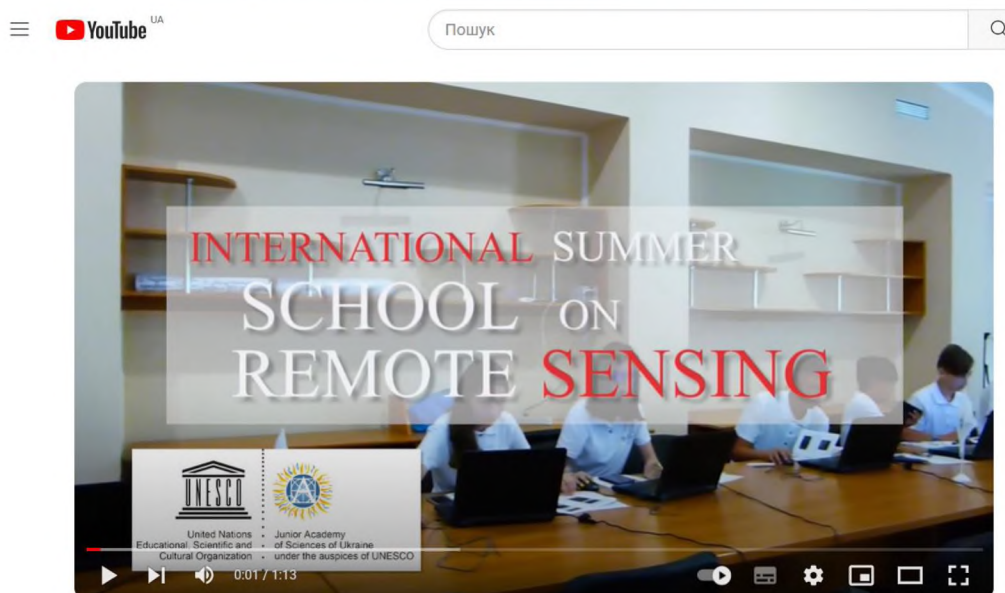 YouTube UA
Пошук
INTERNATIONAL SUMMER
SCHOOL ON
REMOTE SENSING
UNESCO
United Nations
Educational, Scientific and
Cultural Organization
Junior Academy
of Sciences of Ukraine
under the auspices of UNESCO
0:01 / 1:13